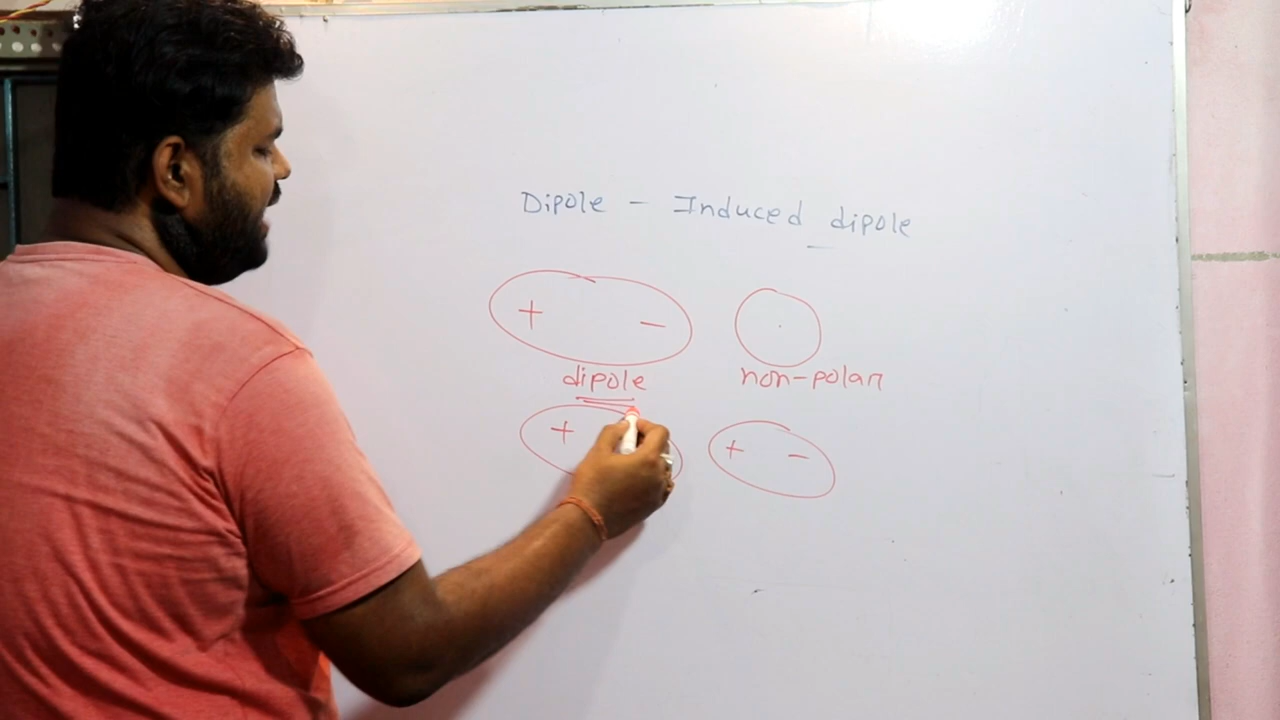 Dipole - Induced dipole
+ -
dipole non-polar
+ + -